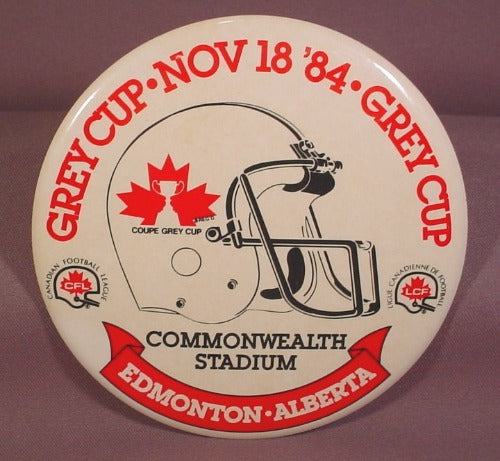 GREY CUP • NOV 18 '84 • GREY CUP
COUPE GREY CUP
CANADIAN FOOTBALL LEAGUE
CFL
LIGUE CANADIENNE DE FOOTBALL
LCF
COMMONWEALTH
STADIUM
EDMONTON • ALBERTA